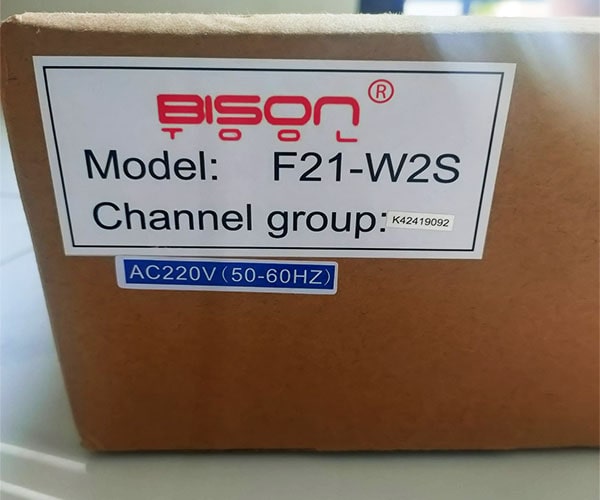 BISON®
TOOL
Model: F21-W2S
Channel group: K42419092
AC220V(50-60HZ)